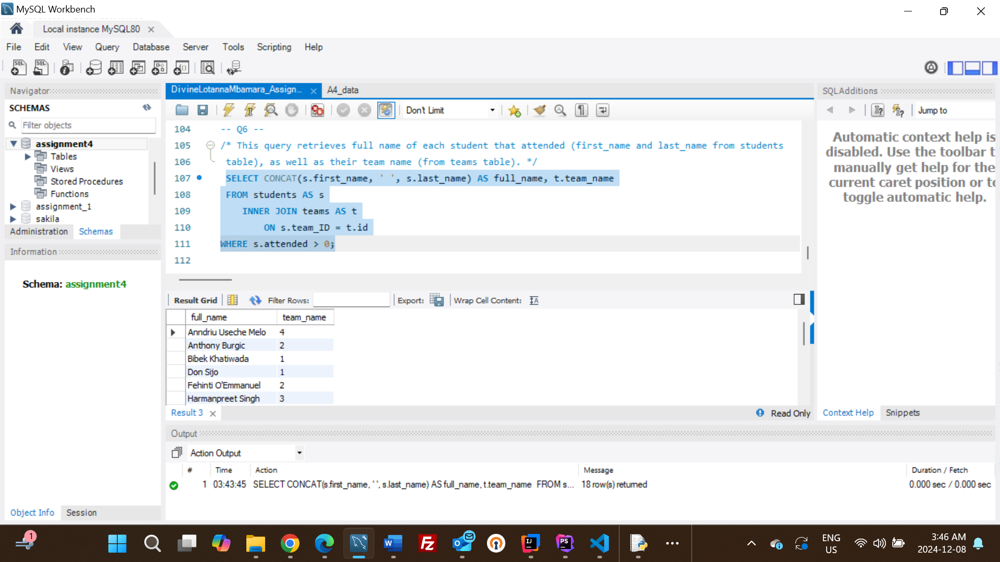 MySQL Workbench
Local instance MySQL80
File Edit View Query Database Server Tools Scripting Help
Navigator
SCHEMAS
Filter objects
assignment4
Tables
Views
Stored Procedures
Functions
assignment_1
sakila
Administration Schemas
Information
Schema: assignment4
Object Info Session
DivineLotannaMbamara_Assign... A4_data
Don't Limit
104 -- Q6 --
105 /* This query retrieves full name of each student that attended (first_name and last_name from students
106 table), as well as their team name (from teams table). */
107 SELECT CONCAT(s.first_name, ' ', s.last_name) AS full_name, t.team_name
108 FROM students AS s
109 INNER JOIN teams AS t
110 ON s.team_ID = t.id
111 WHERE s.attended > 0;
112
Result Grid Filter Rows: Export: Wrap Cell Content:
full_name team_name
Anndriu Useche Melo 4
Anthony Burgic 2
Bibek Khatiwada 1
Don Sijo 1
Fehinti O'Emmanuel 2
Harmanpreet Singh 3
Result 3 Read Only
SQLAdditions
Jump to
Automatic context help is
disabled. Use the toolbar t
manually get help for the
current caret position or to
toggle automatic help.
Context Help Snippets
Output
Action Output
# Time Action Message Duration / Fetch
1 03:43:45 SELECT CONCAT(s.first_name, ' ', s.last_name) AS full_name, t.team_name FROM s... 18 row(s) returned 0.000 sec / 0.000 sec
1
ENG
US
3:46 AM
2024-12-08